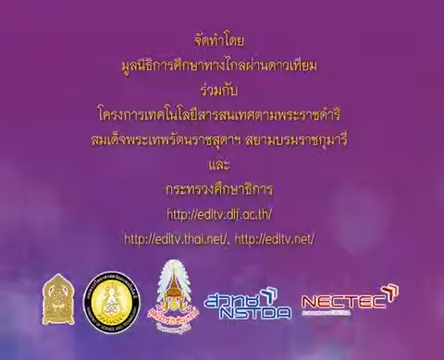 จัดทำโดย
มูลนิธิการศึกษาทางไกลผ่านดาวเทียม
ร่วมกับ
โครงการเทคโนโลยีสารสนเทศตามพระราชดำริ
สมเด็จพระเทพรัตนราชสุดาฯ สยามบรมราชกุมารี
และ
กระทรวงศึกษาธิการ
http://edltv.dlf.ac.th/
http://edltv.thai.net/, http://edltv.net/
สวทช NSTDA
NECTEC